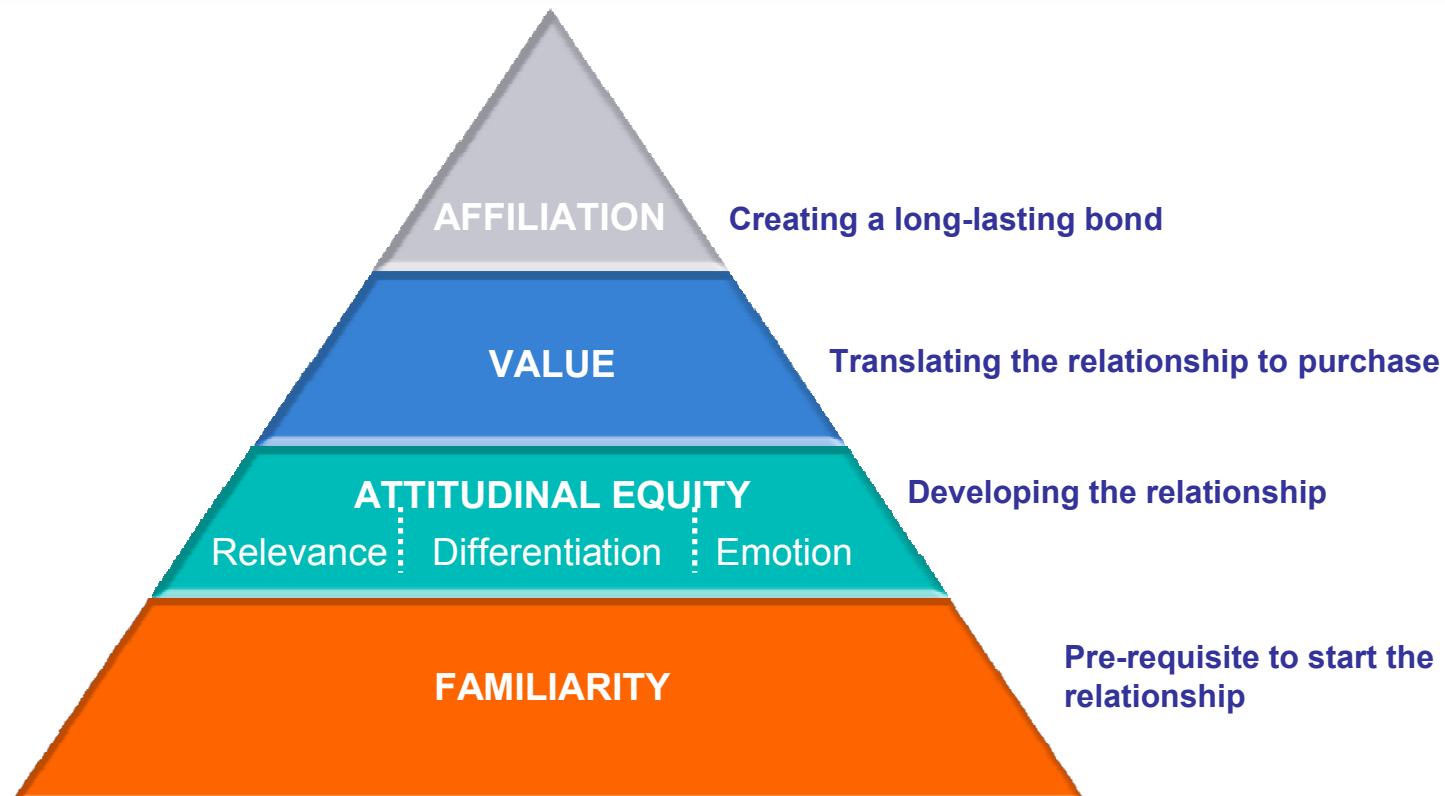 AFFILIATION
Creating a long-lasting bond
VALUE
Translating the relationship to purchase
ATTITUDINAL EQUITY
Developing the relationship
Relevance Differentiation Emotion
FAMILIARITY
Pre-requisite to start the
relationship